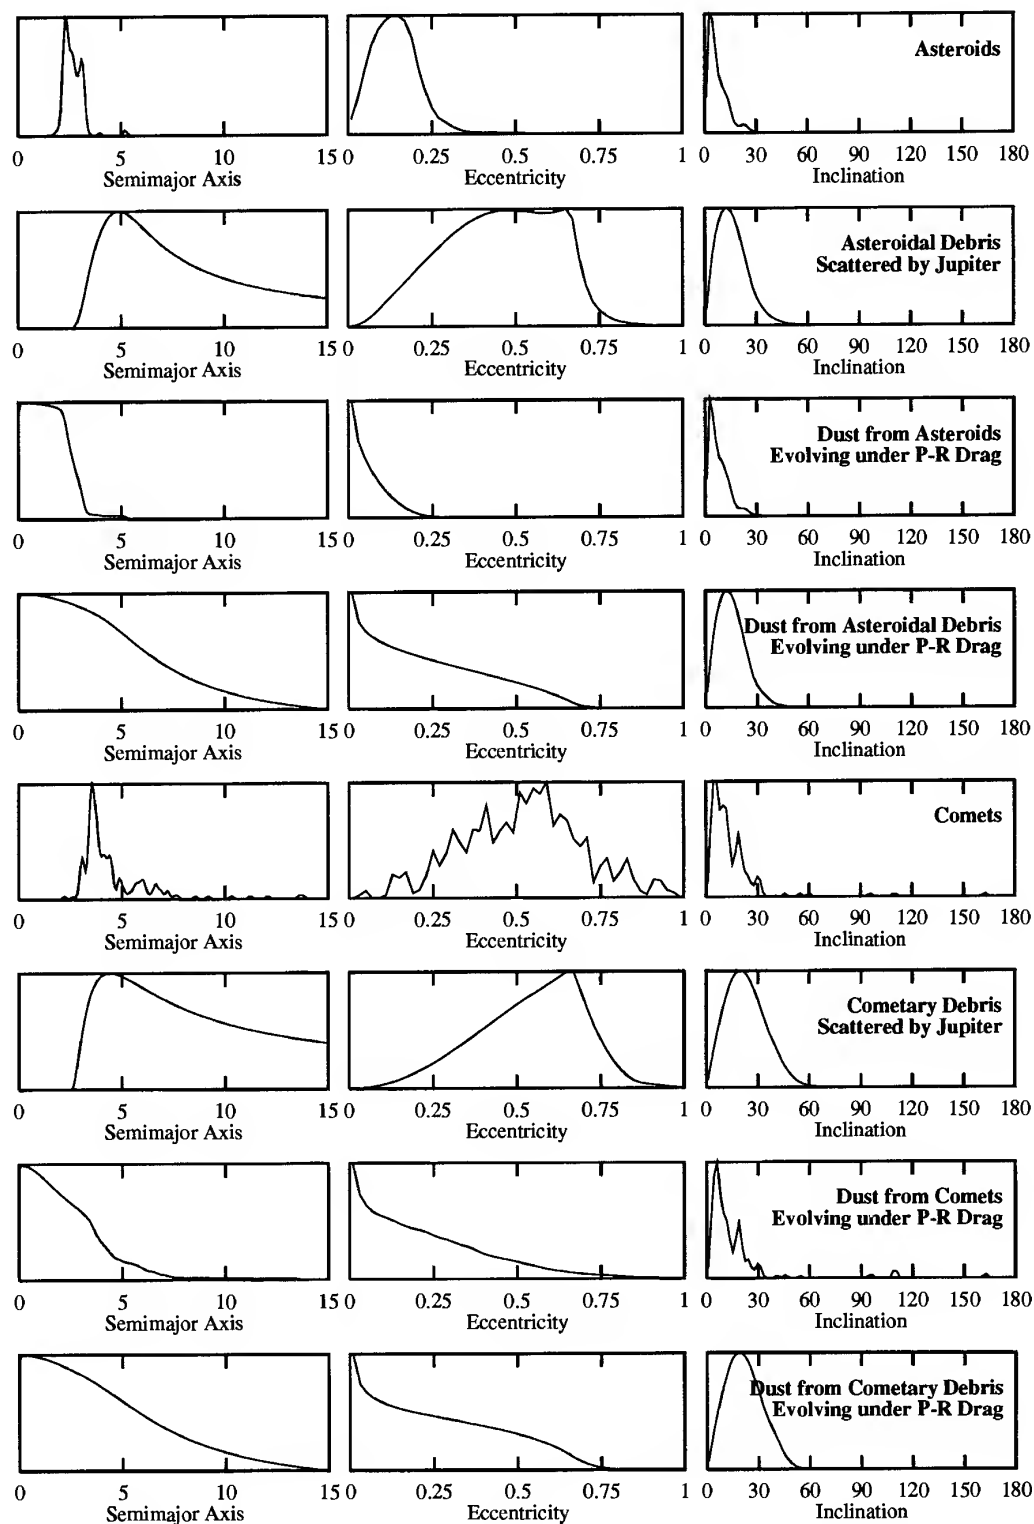 Asteroids
0 5 10 15 0 0.25 0.5 0.75 1 0 30 60 90 120 150 180
Semimajor Axis Eccentricity Inclination
Asteroidal Debris
Scattered by Jupiter
0 5 10 15 0 0.25 0.5 0.75 1 0 30 60 90 120 150 180
Semimajor Axis Eccentricity Inclination
Dust from Asteroids
Evolving under P-R Drag
0 5 10 15 0 0.25 0.5 0.75 1 0 30 60 90 120 150 180
Semimajor Axis Eccentricity Inclination
Dust from Asteroidal Debris
Evolving under P-R Drag
0 5 10 15 0 0.25 0.5 0.75 1 0 30 60 90 120 150 180
Semimajor Axis Eccentricity Inclination
Comets
0 5 10 15 0 0.25 0.5 0.75 1 0 30 60 90 120 150 180
Semimajor Axis Eccentricity Inclination
Cometary Debris
Scattered by Jupiter
0 5 10 15 0 0.25 0.5 0.75 1 0 30 60 90 120 150 180
Semimajor Axis Eccentricity Inclination
Dust from Comets
Evolving under P-R Drag
0 5 10 15 0 0.25 0.5 0.75 1 0 30 60 90 120 150 180
Semimajor Axis Eccentricity Inclination
Dust from Cometary Debris
Evolving under P-R Drag
0 5 10 15 0 0.25 0.5 0.75 1 0 30 60 90 120 150 180
Semimajor Axis Eccentricity Inclination